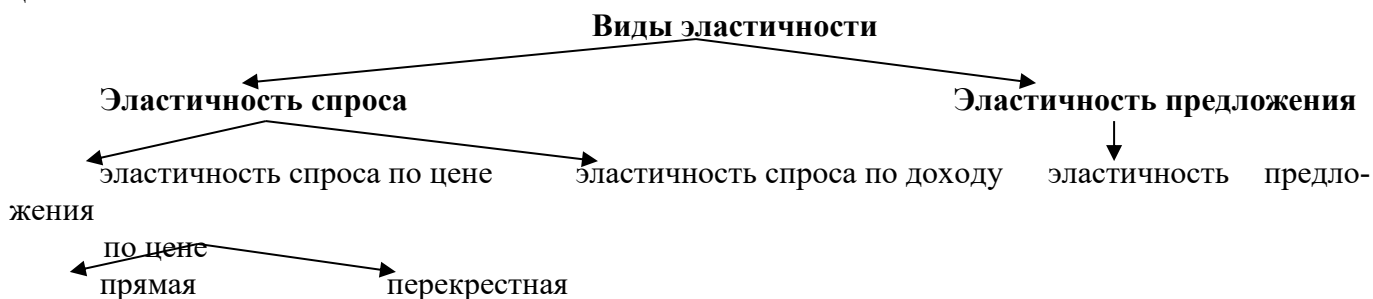 Виды эластичности
Эластичность спроса Эластичность предложения
эластичность спроса по цене эластичность спроса по доходу эластичность предло-
жения
по цене
прямая перекрестная